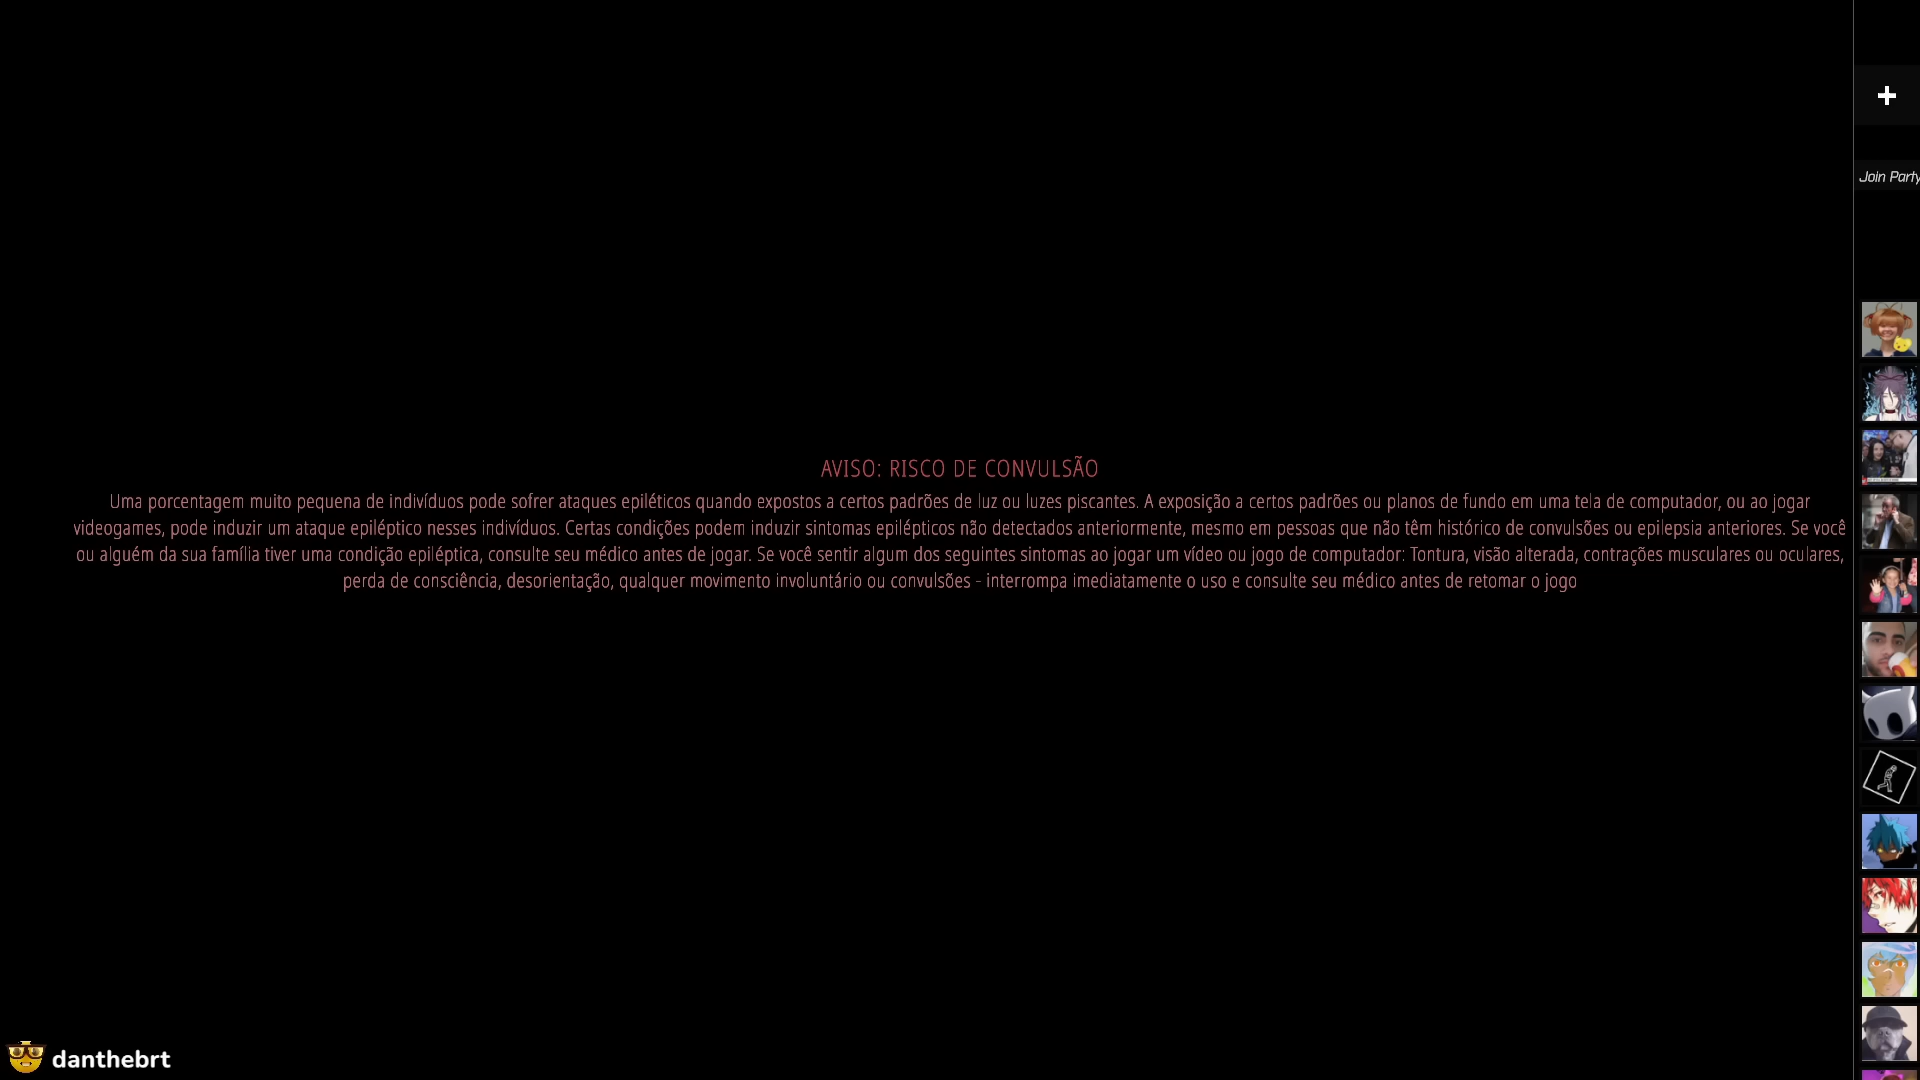 +
Join Party
AVISO: RISCO DE CONVULSÃO
Uma porcentagem muito pequena de indivíduos pode sofrer ataques epiléticos quando expostos a certos padrões de luz ou luzes piscantes. A exposição a certos padrões ou planos de fundo em uma tela de computador, ou ao jogar
videogames, pode induzir um ataque epiléptico nesses indivíduos. Certas condições podem induzir sintomas epilépticos não detectados anteriormente, mesmo em pessoas que não têm histórico de convulsões ou epilepsia anteriores. Se você
ou alguém da sua família tiver uma condição epiléptica, consulte seu médico antes de jogar. Se você sentir algum dos seguintes sintomas ao jogar um vídeo ou jogo de computador: Tontura, visão alterada, contrações musculares ou oculares,
perda de consciência, desorientação, qualquer movimento involuntário ou convulsões - interrompa imediatamente o uso e consulte seu médico antes de retomar o jogo
danthebrt